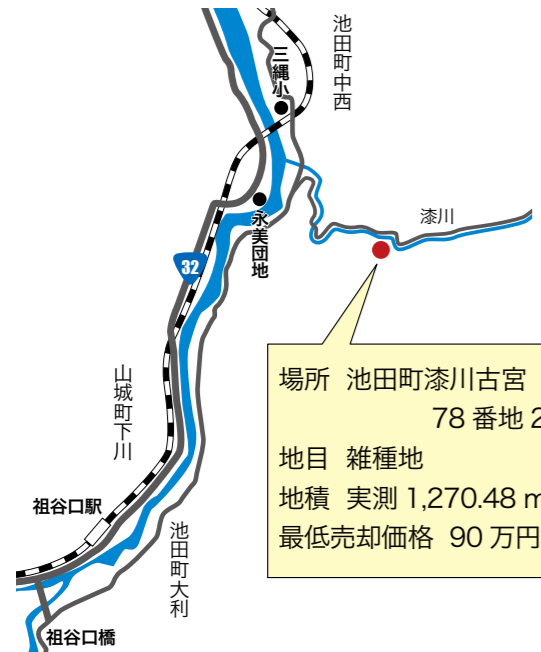 池田町中西
三縄小
漆川
永美団地
32
場所 池田町漆川古宮
78 番地 2
地目 雑種地
地積 実測 1,270.48 m
最低売却価格 90 万円
山城町下川
祖谷口駅
池田町大利
祖谷口橋